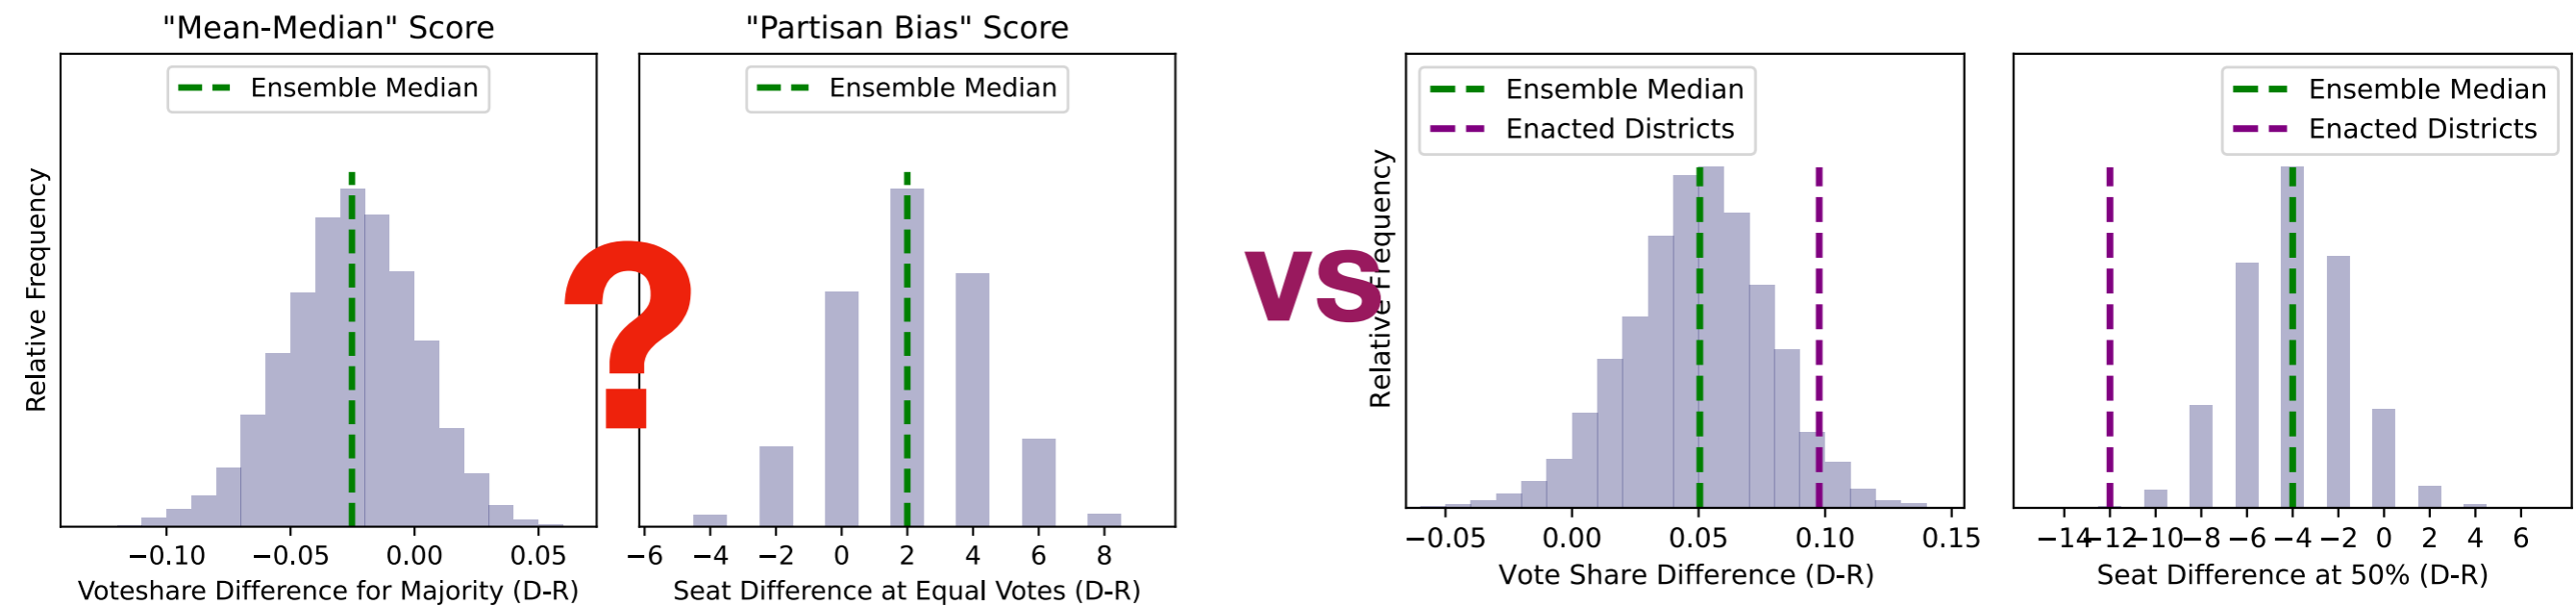 "Mean-Median" Score
Ensemble Median
Relative Frequency
−0.10 −0.05 0.00 0.05
Voteshare Difference for Majority (D-R)
?
"Partisan Bias" Score
Ensemble Median
−6 −4 −2 0 2 4 6 8
Seat Difference at Equal Votes (D-R)
vs
Ensemble Median
Enacted Districts
Relative Frequency
−0.05 0.00 0.05 0.10 0.15
Vote Share Difference (D-R)
Ensemble Median
Enacted Districts
−14 −12 −10 −8 −6 −4 −2 0 2 4 6
Seat Difference at 50% (D-R)